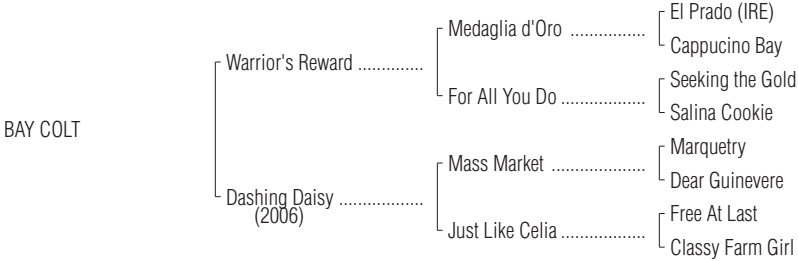 El Prado (IRE)
Medaglia d'Oro ................
Cappucino Bay
Warrior's Reward ..............
Seeking the Gold
For All You Do ..................
Salina Cookie
BAY COLT
Marquetry
Mass Market ....................
Dear Guinevere
Dashing Daisy ..................
(2006)
Free At Last
Just Like Celia ..................
Classy Farm Girl